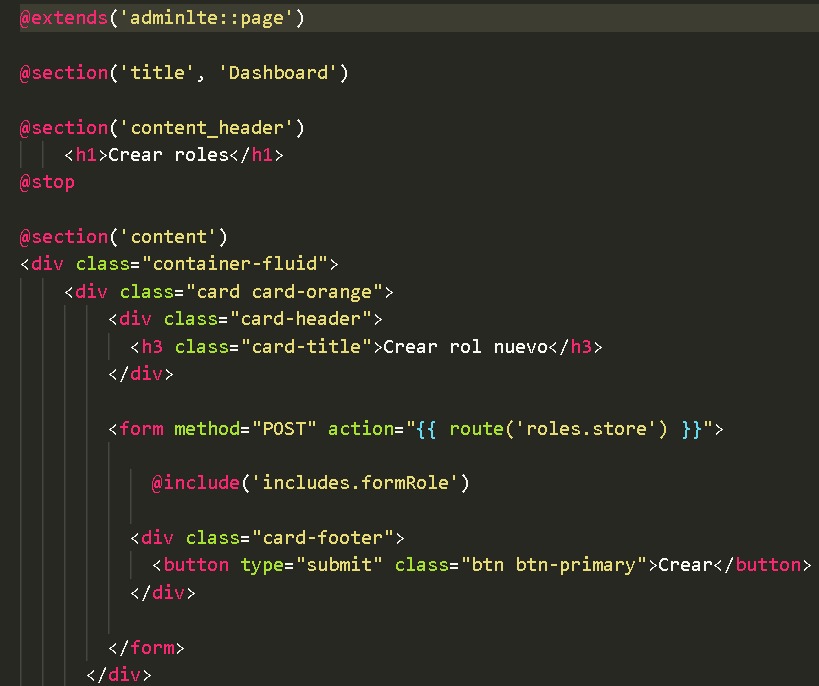 @extends('adminlte::page')
@section('title', 'Dashboard')
@section('content_header')
<h1>Crear roles</h1>
@stop
@section('content')
<div class="container-fluid">
<div class="card card-orange">
<div class="card-header">
<h3 class="card-title">Crear rol nuevo</h3>
</div>
<form method="POST" action="{{ route('roles.store') }}">
@include('includes.formRole')
<div class="card-footer">
<button type="submit" class="btn btn-primary">Crear</button>
</div>
</form>
</div>